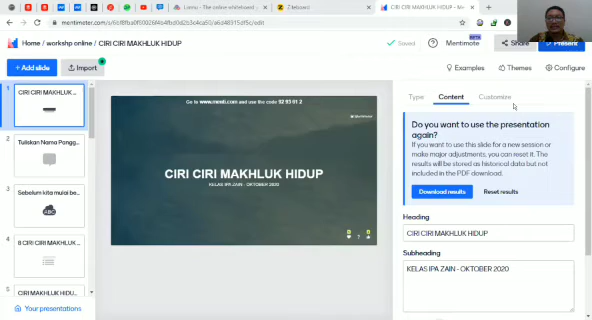 Lomu - The online whiteboard
Ziteboard
CIRI CIRI MAKHLUK HIDUP - Me
mentimeter.com/s/6bf8fba0f60026f4b4fbd0d2b3c4ca50/a6d48315df5c/edit
Home / workshp online / CIRI CIRI MAKHLUK HIDUP
Saved
Mentimote
BETA
Share
Present
+ Add slide
Import
Examples
Themes
Configure
1
CIRI CIRI MAKHLUK ...
2
Tuliskan Nama Pangg...
3
Sebelum kita mulai be...
ABC
4
8 CIRI CIRI MAKHLUK ...
5
CIRI MAKHLUK HIDU...
Your presentations
Go to www.menti.com and use the code 92 93 01 2
Mentimeter
CIRI CIRI MAKHLUK HIDUP
KELAS IPA ZAIN - OKTOBER 2020
Type
Content
Customize
Do you want to use the presentation
again?
If you want to use this slide for a new session or
make major adjustments, you can reset it. The
results will be stored as historical data but not
included in the PDF download.
Download results
Reset results
Heading
CIRI CIRI MAKHLUK HIDUP
Subheading
KELAS IPA ZAIN - OKTOBER 2020